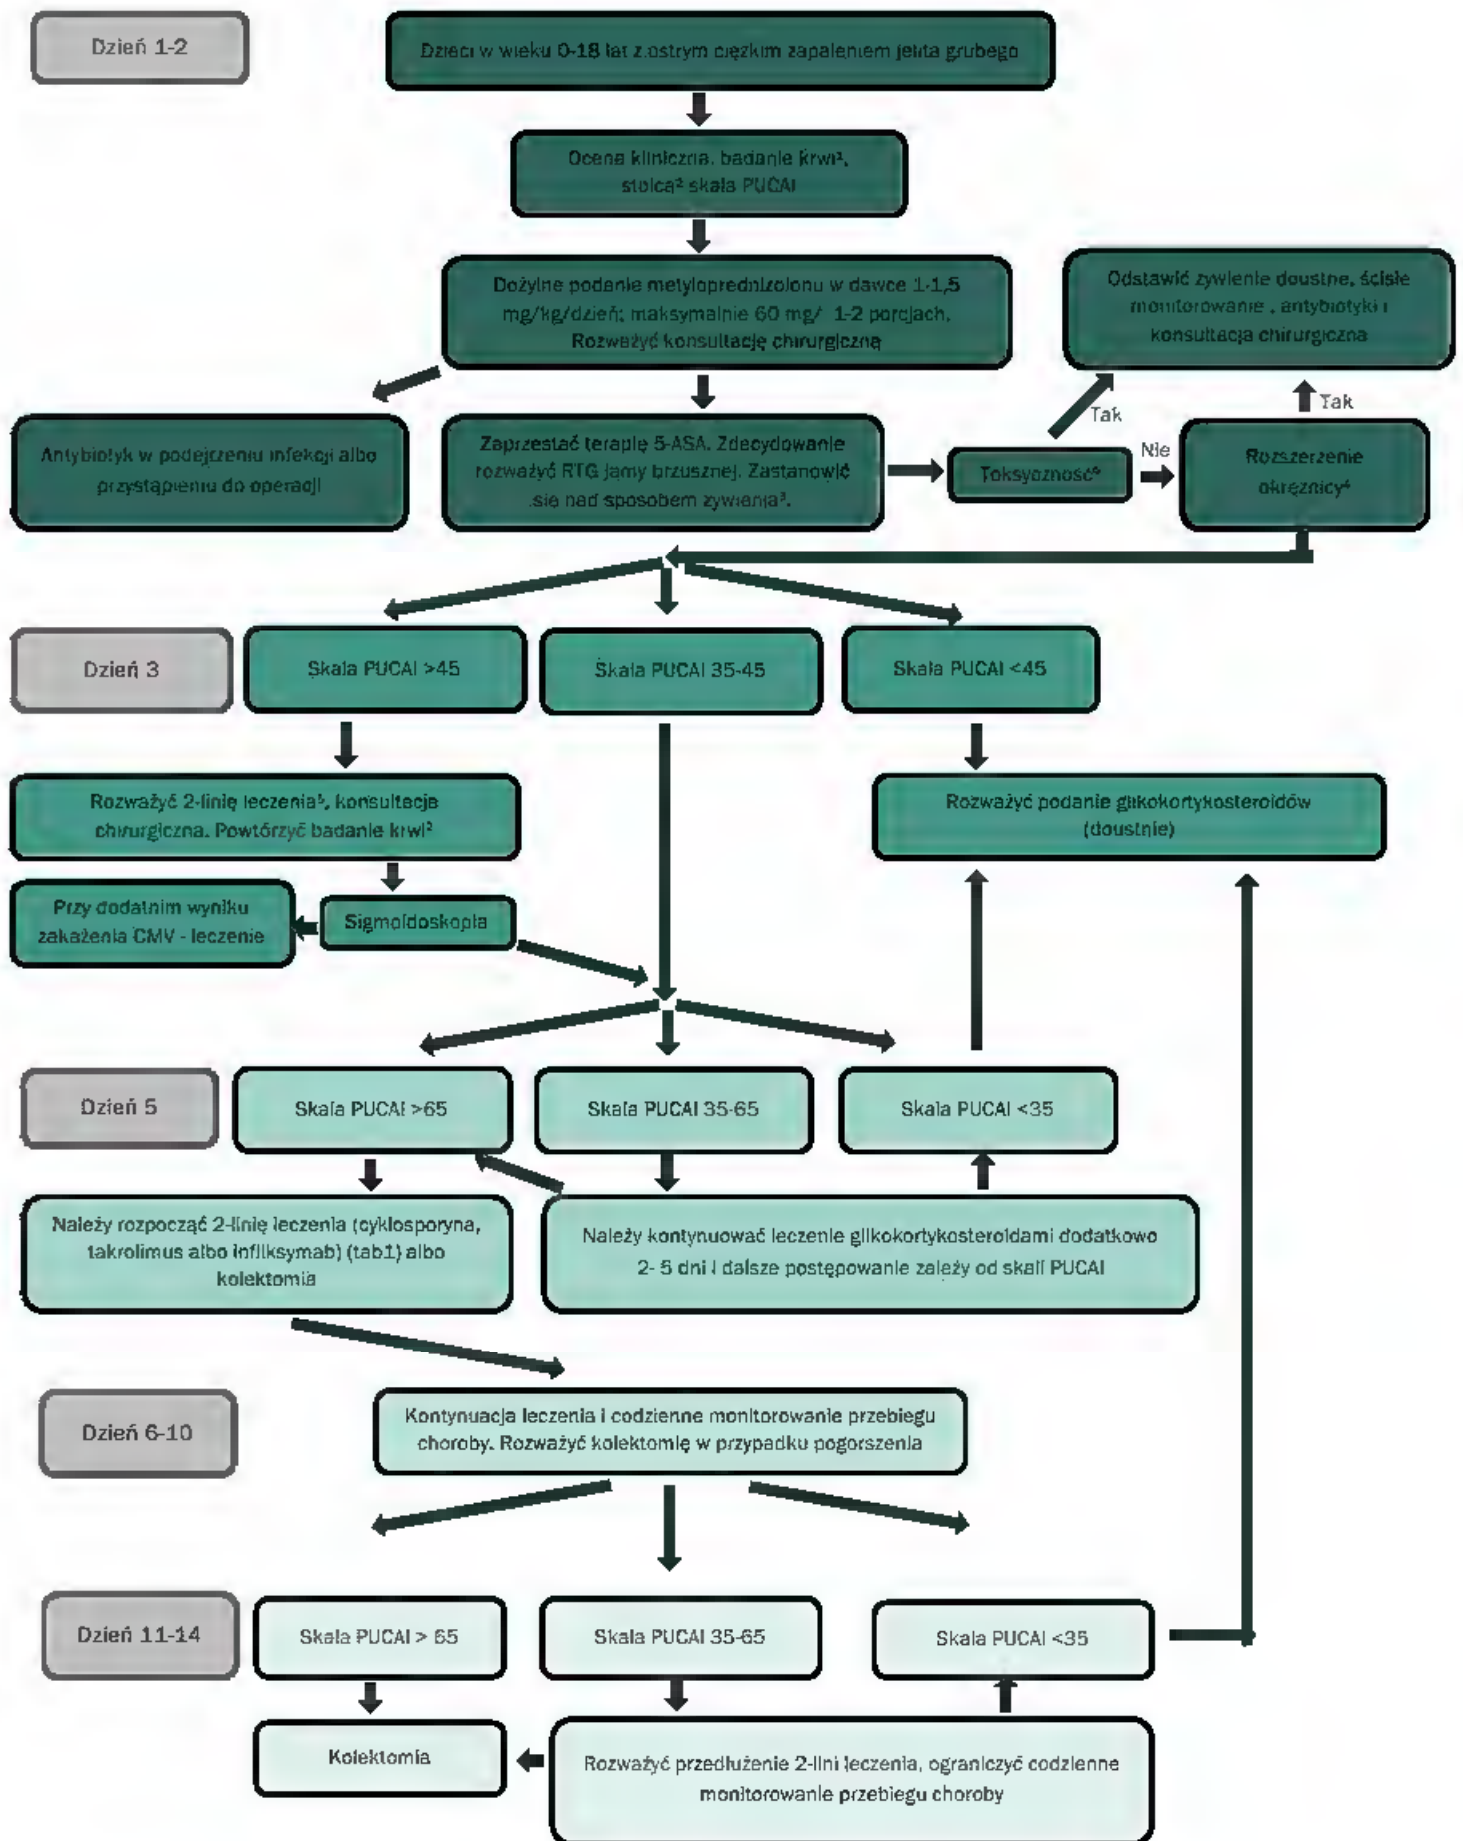 Dzień 1-2
Dzieci w wieku 0-18 lat z ostrym ciężkim zapaleniem jelita grubego
Ocena kliniczna, badanie krwi¹,
stolca² skala PUCAI
Dożylne podanie metyloprednizolonu w dawce 1-1,5
mg/kg/dzień; maksymalnie 60 mg/ 1-2 porcjach.
Rozważyć konsultację chirurgiczną
Odstawić zywienie doustne, ściśle
monitorowanie , antybiotyki i
konsultacja chirurgiczna
Tak
Tak
Antybiotyk w podejrzeniu infekcji albo
przystąpieniu do operacji
Zaprzestać terapię 5-ASA. Zdecydowanie
rozważyć RTG jamy brzusznej. Zastanowić
się nad sposobem zywienia³.
Toksyczność⁶
Nie
Rozszerzenie
okrężnicy⁴
Dzień 3
Skala PUCAI >45
Skala PUCAI 35-45
Skala PUCAI <45
Rozważyć 2-linię leczenia⁵, konsultacja
chirurgiczna. Powtórzyć badanie krwi²
Rozważyć podanie glikokortykosteroidów
(doustnie)
Przy dodatnim wyniku
zakażenia CMV - leczenie
Sigmoidoskopia
Dzień 5
Skala PUCAI >65
Skala PUCAI 35-65
Skala PUCAI <35
Należy rozpocząć 2-linię leczenia (cyklosporyna,
takrolimus albo infliksymab) (tab1) albo
kolektomia
Należy kontynuować leczenie glikokortykosteroidami dodatkowo
2- 5 dni i dalsze postępowanie zależy od skali PUCAI
Dzień 6-10
Kontynuacja leczenia i codzienne monitorowanie przebiegu
choroby. Rozważyć kolektomię w przypadku pogorszenia
Dzień 11-14
Skala PUCAI > 65
Skala PUCAI 35-65
Skala PUCAI <35
Kolektomia
Rozważyć przedłużenie 2-lini leczenia, ograniczyć codzienne
monitorowanie przebiegu choroby